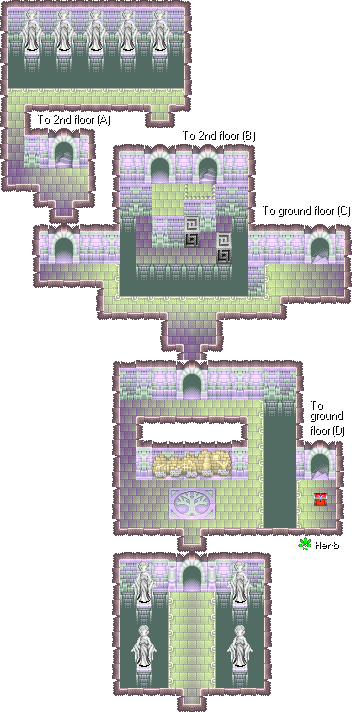 To 2nd floor (A)
To 2nd floor (B)
To ground floor (C)
To
ground
floor (D)
Herb